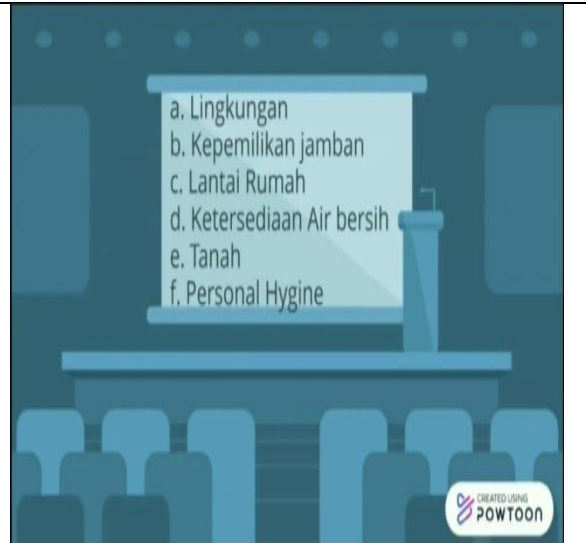 a. Lingkungan
b. Kepemilikan jamban
c. Lantai Rumah
d. Ketersediaan Air bersih
e. Tanah
f. Personal Hygine
CREATED USING
POWTOON